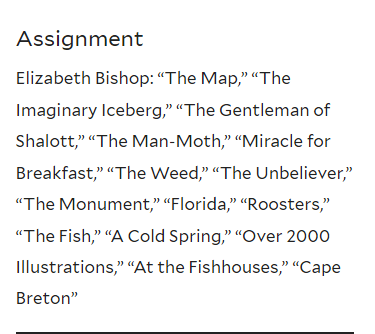 Assignment
Elizabeth Bishop: “The Map,” “The
Imaginary Iceberg,” “The Gentleman of
Shalott,” “The Man-Moth,” “Miracle for
Breakfast,” “The Weed,” “The Unbeliever,”
“The Monument,” “Florida,” “Roosters,”
“The Fish,” “A Cold Spring,” “Over 2000
Illustrations,” “At the Fishhouses,” “Cape
Breton”